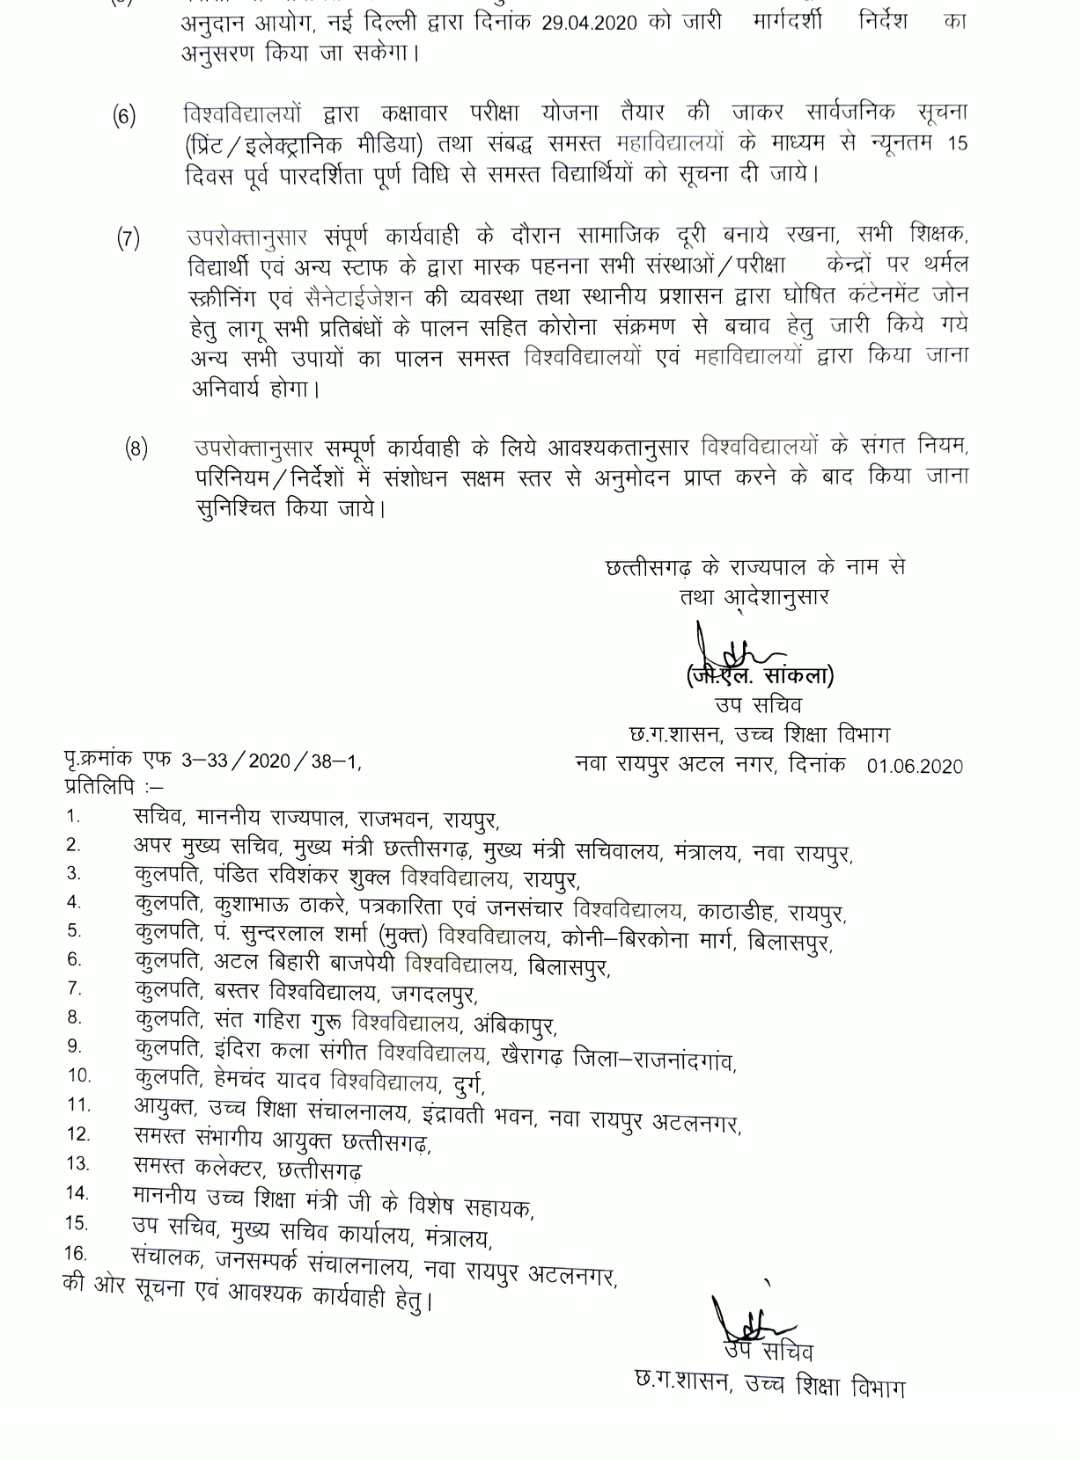 अनुदान आयोग, नई दिल्ली द्वारा दिनांक 29.04.2020 को जारी मार्गदर्शी निर्देश का
अनुसरण किया जा सकेगा।
(6) विश्वविद्यालयों द्वारा कक्षावार परीक्षा योजना तैयार की जाकर सार्वजनिक सूचना
(प्रिंट/इलेक्ट्रानिक मीडिया) तथा संबद्ध समस्त महाविद्यालयों के माध्यम से न्यूनतम 15
दिवस पूर्व पारदर्शिता पूर्ण विधि से समस्त विद्यार्थियों को सूचना दी जाये।
(7) उपरोक्तानुसार संपूर्ण कार्यवाही के दौरान सामाजिक दूरी बनाये रखना, सभी शिक्षक,
विद्यार्थी एवं अन्य स्टाफ के द्वारा मास्क पहनना सभी संस्थाओं/परीक्षा केन्द्रों पर थर्मल
स्क्रीनिंग एवं सैनेटाईजेशन की व्यवस्था तथा स्थानीय प्रशासन द्वारा घोषित कंटेनमेंट जोन
हेतु लागू सभी प्रतिबंधों के पालन सहित कोरोना संक्रमण से बचाव हेतु जारी किये गये
अन्य सभी उपायों का पालन समस्त विश्वविद्यालयों एवं महाविद्यालयों द्वारा किया जाना
अनिवार्य होगा।
(8) उपरोक्तानुसार सम्पूर्ण कार्यवाही के लिये आवश्यकतानुसार विश्वविद्यालयों के संगत नियम,
परिनियम/निर्देशों में संशोधन सक्षम स्तर से अनुमोदन प्राप्त करने के बाद किया जाना
सुनिश्चित किया जाये।
छत्तीसगढ़ के राज्यपाल के नाम से
तथा आदेशानुसार
(जी.एल. सांकला)
उप सचिव
छ.ग.शासन, उच्च शिक्षा विभाग
पृ.क्रमांक एफ 3–33/2020/38–1, नवा रायपुर अटल नगर, दिनांक 01.06.2020
प्रतिलिपि :–
1. सचिव, माननीय राज्यपाल, राजभवन, रायपुर,
2. अपर मुख्य सचिव, मुख्य मंत्री छत्तीसगढ़, मुख्य मंत्री सचिवालय, मंत्रालय, नवा रायपुर,
3. कुलपति, पंडित रविशंकर शुक्ल विश्वविद्यालय, रायपुर,
4. कुलपति, कुशाभाऊ ठाकरे, पत्रकारिता एवं जनसंचार विश्वविद्यालय, काठाडीह, रायपुर,
5. कुलपति, पं. सुन्दरलाल शर्मा (मुक्त) विश्वविद्यालय, कोनी–बिरकोना मार्ग, बिलासपुर,
6. कुलपति, अटल बिहारी बाजपेयी विश्वविद्यालय, बिलासपुर,
7. कुलपति, बस्तर विश्वविद्यालय, जगदलपुर,
8. कुलपति, संत गहिरा गुरू विश्वविद्यालय, अंबिकापुर,
9. कुलपति, इंदिरा कला संगीत विश्वविद्यालय, खैरागढ़ जिला–राजनांदगांव,
10. कुलपति, हेमचंद यादव विश्वविद्यालय, दुर्ग,
11. आयुक्त, उच्च शिक्षा संचालनालय, इंद्रावती भवन, नवा रायपुर अटलनगर,
12. समस्त संभागीय आयुक्त छत्तीसगढ़,
13. समस्त कलेक्टर, छत्तीसगढ़
14. माननीय उच्च शिक्षा मंत्री जी के विशेष सहायक,
15. उप सचिव, मुख्य सचिव कार्यालय, मंत्रालय,
16. संचालक, जनसम्पर्क संचालनालय, नवा रायपुर अटलनगर,
की ओर सूचना एवं आवश्यक कार्यवाही हेतु।
उप सचिव
छ.ग.शासन, उच्च शिक्षा विभाग